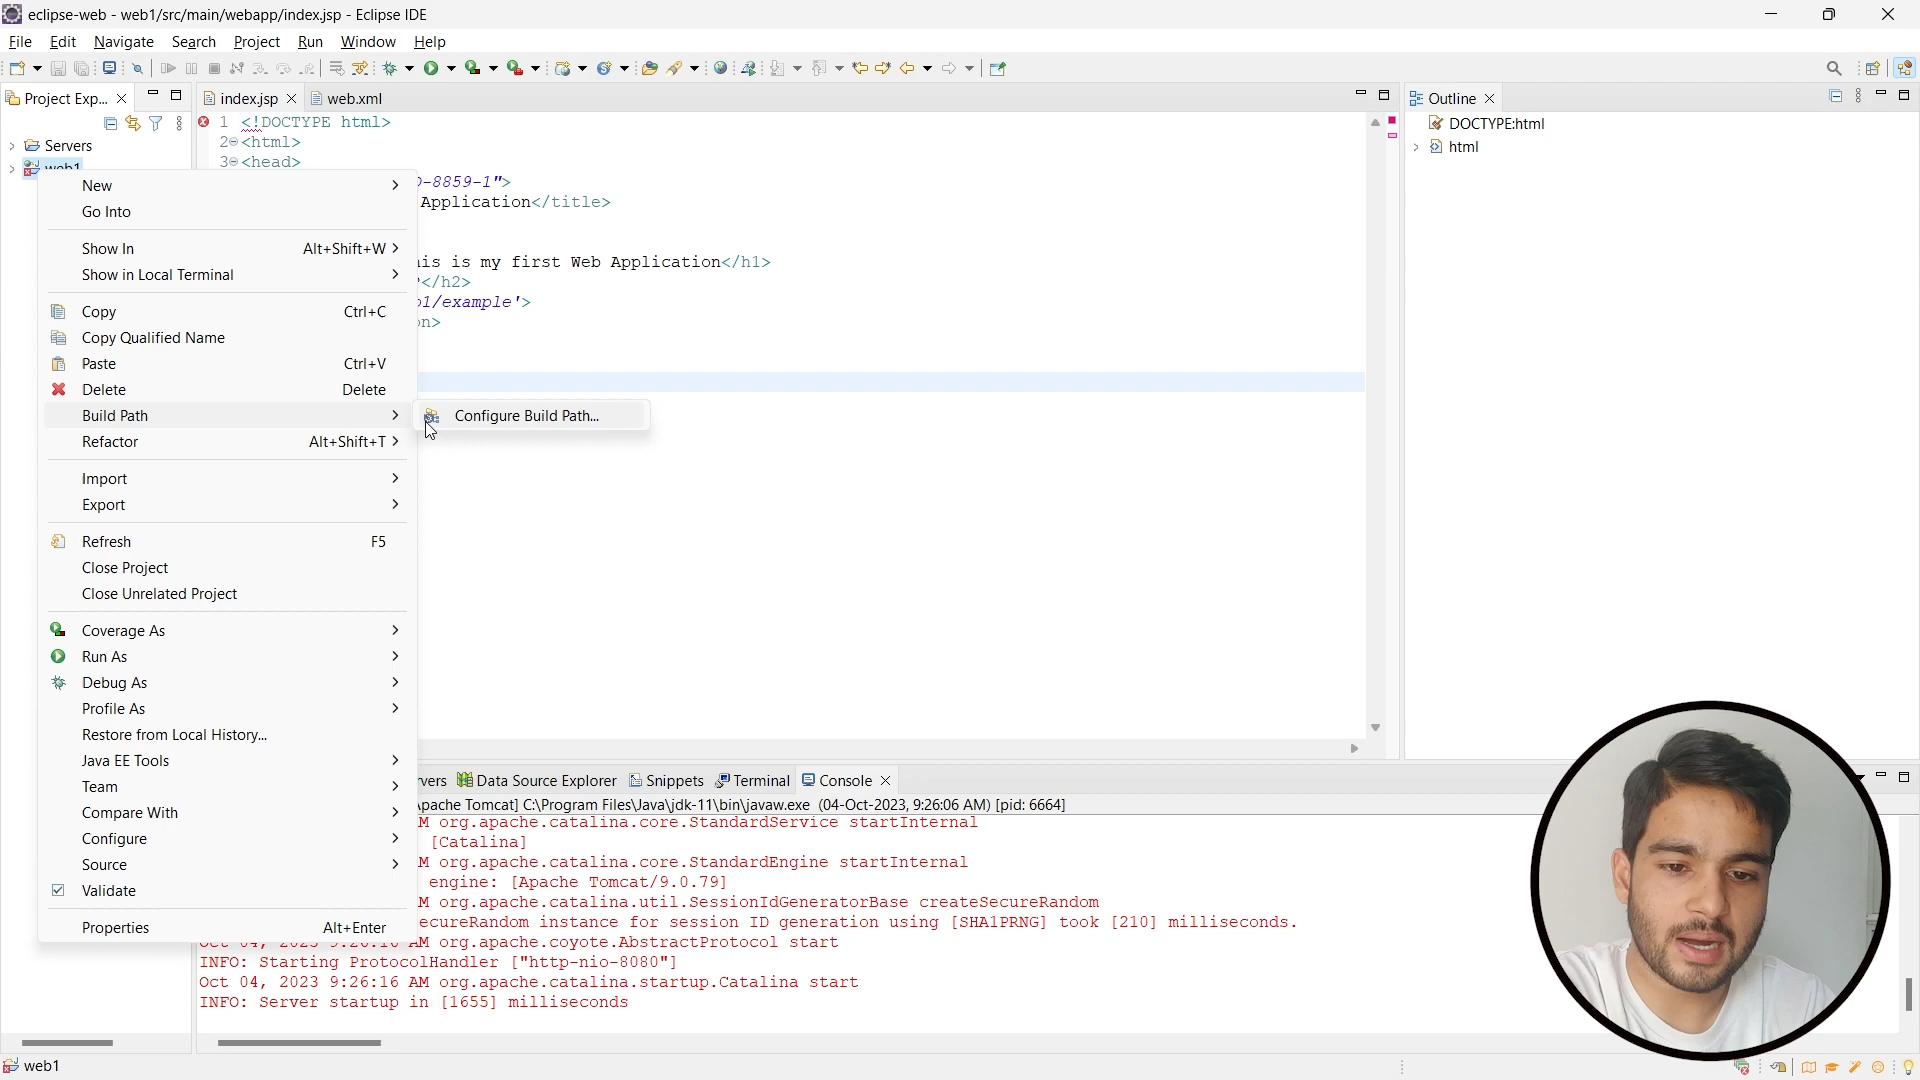 eclipse-web - web1/src/main/webapp/index.jsp - Eclipse IDE
File Edit Navigate Search Project Run Window Help
Project Exp...
index.jsp
web.xml
Outline
1 <!DOCTYPE html>
DOCTYPE:html
2 <html>
Servers
html
3 <head>
web1
New
-8859-1">
Application</title>
Go Into
Show In Alt+Shift+W
is is my first Web Application</h1>
Show in Local Terminal
</h2>
1/example'>
Copy Ctrl+C
n>
Copy Qualified Name
Paste Ctrl+V
Delete Delete
Build Path
Configure Build Path...
Refactor Alt+Shift+T
Import
Export
Refresh F5
Close Project
Close Unrelated Project
Coverage As
Run As
Debug As
Profile As
Restore from Local History...
Java EE Tools
Team
Compare With
Configure
Source
Validate
Properties Alt+Enter
vers Data Source Explorer Snippets Terminal Console
pache Tomcat] C:\Program Files\Java\jdk-11\bin\javaw.exe (04-Oct-2023, 9:26:06 AM) [pid: 6664]
M org.apache.catalina.core.StandardService startInternal
[Catalina]
M org.apache.catalina.core.StandardEngine startInternal
engine: [Apache Tomcat/9.0.79]
M org.apache.catalina.util.SessionIdGeneratorBase createSecureRandom
ecureRandom instance for session ID generation using [SHA1PRNG] took [210] milliseconds.
Oct 04, 2023 9:26:16 AM org.apache.coyote.AbstractProtocol start
INFO: Starting ProtocolHandler ["http-nio-8080"]
Oct 04, 2023 9:26:16 AM org.apache.catalina.startup.Catalina start
INFO: Server startup in [1655] milliseconds
web1